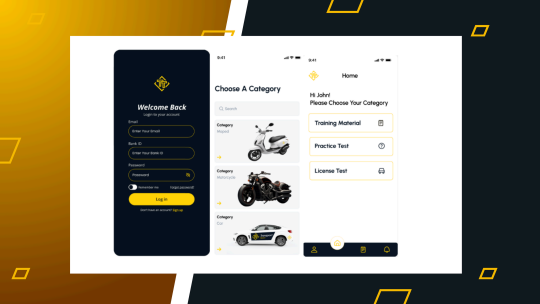 Welcome Back
Login to your account
Email
Enter Your Email
Bank ID
Enter Your Bank id
Password
Password
Remember me
Forgot password?
Log In
Don't have an account? Sign up
9:41
Choose A Category
Search
Category
Moped
Category
Motorcycle
Category
Car
9:41
Home
Hi John!
Please Choose Your Category
Training Material
Practice Test
License Test